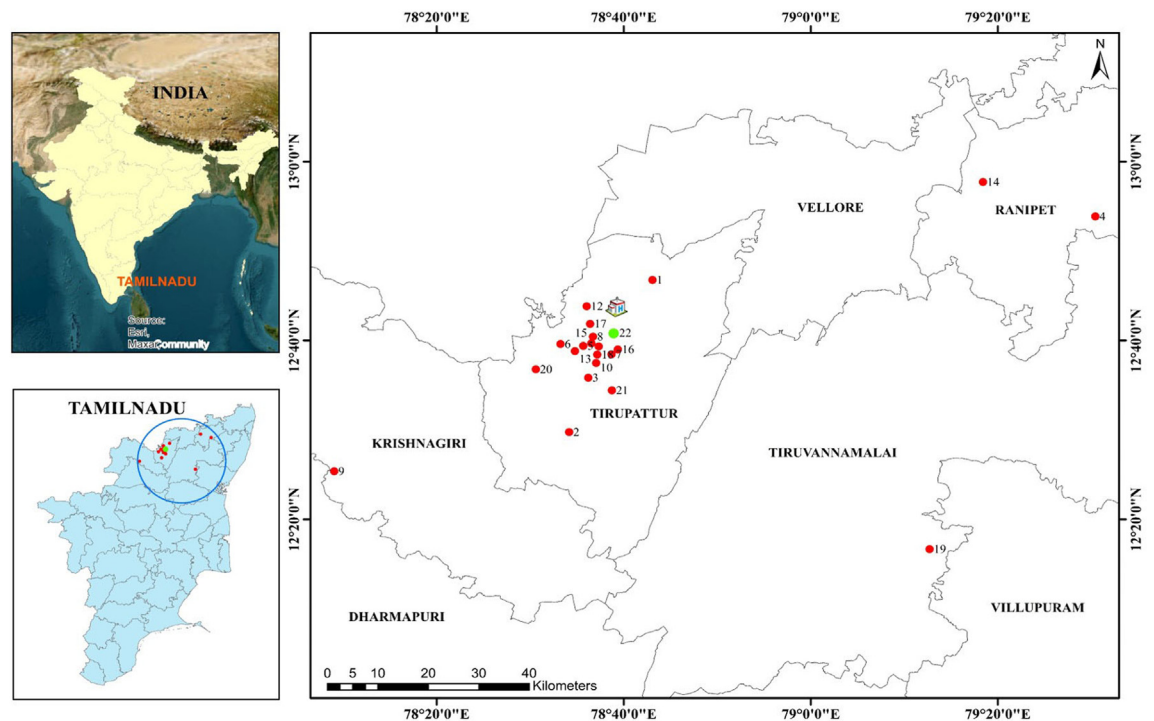 INDIA
TAMILNADU
Source:
Esri,
Maxar, Community
TAMILNADU
78°20'0"E
78°40'0"E
79°0'0"E
79°20'0"E
N
13°0'0"N
12°40'0"N
12°20'0"N
13°0'0"N
12°40'0"N
12°20'0"N
VELLORE
RANIPET
14
4
1
12
H
17
22
15
8
6
16
13
7
10
20
3
21
TIRUPATTUR
2
KRISHNAGIRI
TIRUVANNAMALAI
9
19
DHARMAPURI
VILLUPURAM
0 5 10 20 30 40
Kilometers
78°20'0"E
78°40'0"E
79°0'0"E
79°20'0"E